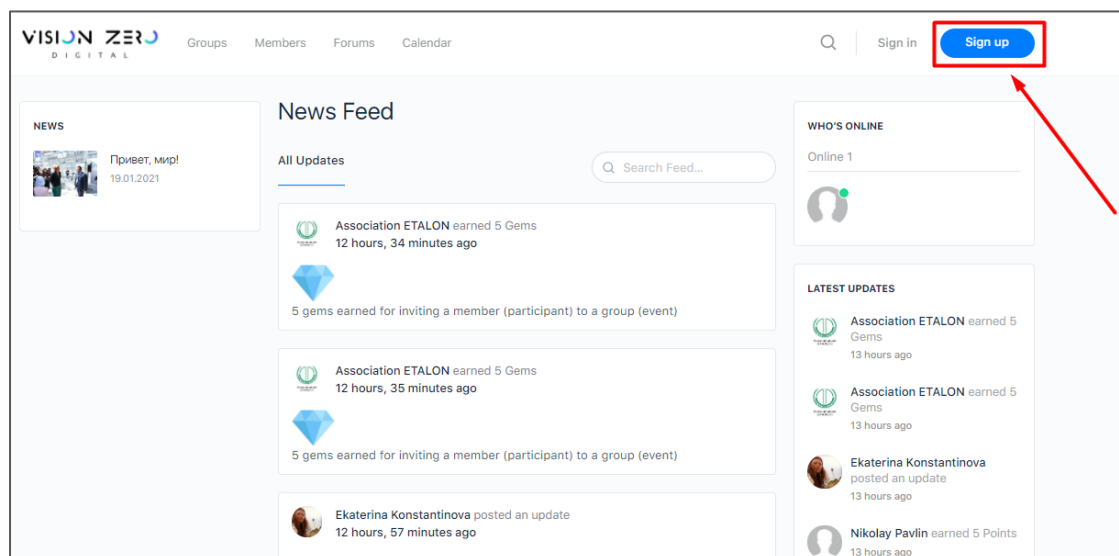 VISION ZERO
DIGITAL
Groups
Members
Forums
Calendar
Sign in
Sign up
NEWS
Привет, мир!
19.01.2021
News Feed
All Updates
Search Feed...
Association ETALON earned 5 Gems
12 hours, 34 minutes ago
5 gems earned for inviting a member (participant) to a group (event)
Association ETALON earned 5 Gems
12 hours, 35 minutes ago
5 gems earned for inviting a member (participant) to a group (event)
Ekaterina Konstantinova posted an update
12 hours, 57 minutes ago
WHO'S ONLINE
Online 1
LATEST UPDATES
Association ETALON earned 5
Gems
13 hours ago
Association ETALON earned 5
Gems
13 hours ago
Ekaterina Konstantinova
posted an update
13 hours ago
Nikolay Pavlin earned 5 Points
13 hours ago